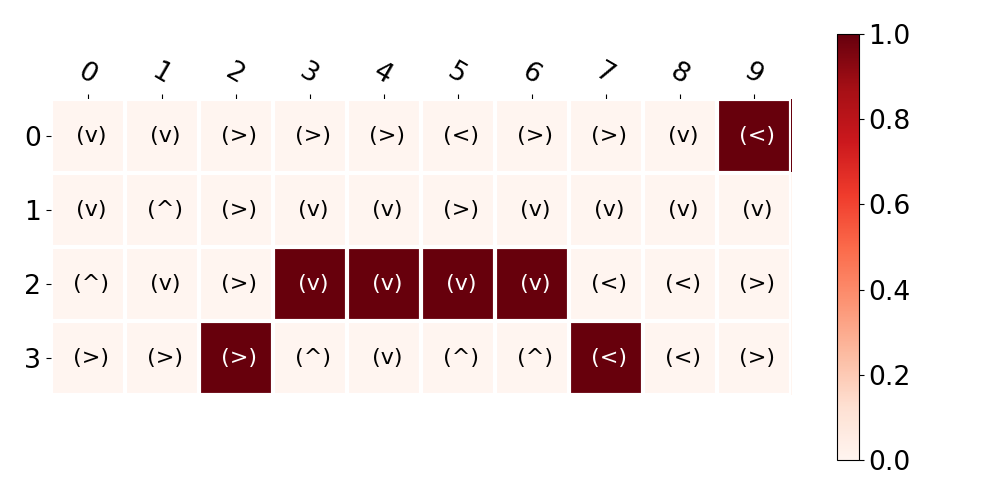 0 1 2 3 4 5 6 7 8 9
0 (v) (v) (>) (>) (>) (<) (>) (>) (v) (<)
1 (v) (^) (>) (v) (v) (>) (v) (v) (v) (v)
2 (^) (v) (>) (v) (v) (v) (v) (<) (<) (>)
3 (>) (>) (>) (^) (v) (^) (^) (<) (<) (>)
1.0
0.8
0.6
0.4
0.2
0.0